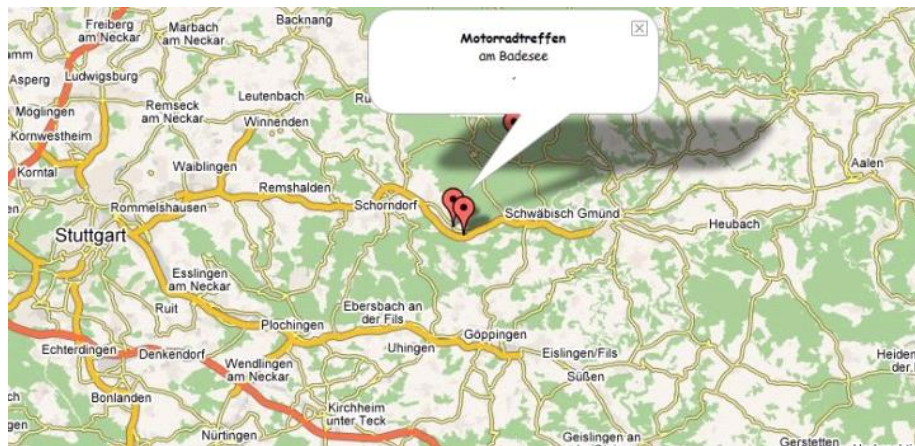 Freiberg
am Neckar
Marbach
am Neckar
Backnang
Motorradtreffen
am Badesee
Asperg
Ludwigsburg
Möglingen
Remseck
am Neckar
Leutenbach
Kornwestheim
Winnenden
Korntal
Waiblingen
Remshalden
Aalen
Rommelshausen
Schorndorf
Schwäbisch Gmünd
Heubach
Stuttgart
Esslingen
am Neckar
Ruit
Ebersbach an
der Fils
Plochingen
Göppingen
Echterdingen
Denkendorf
Uhingen
Eislingen/Fils
Wendlingen
am Neckar
Süßen
Bonlanden
Kirchheim
unter Teck
Nürtingen
Geislingen an
Gerstetten